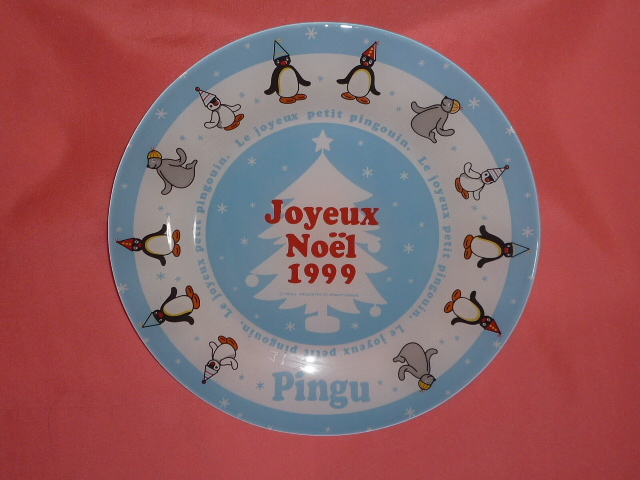 Joyeux
Noël
1999
Le joyeux petit pingouin. Le joyeux petit pingouin. Le joyeux petit pingouin. Le joyeux petit pingouin.
Pingu